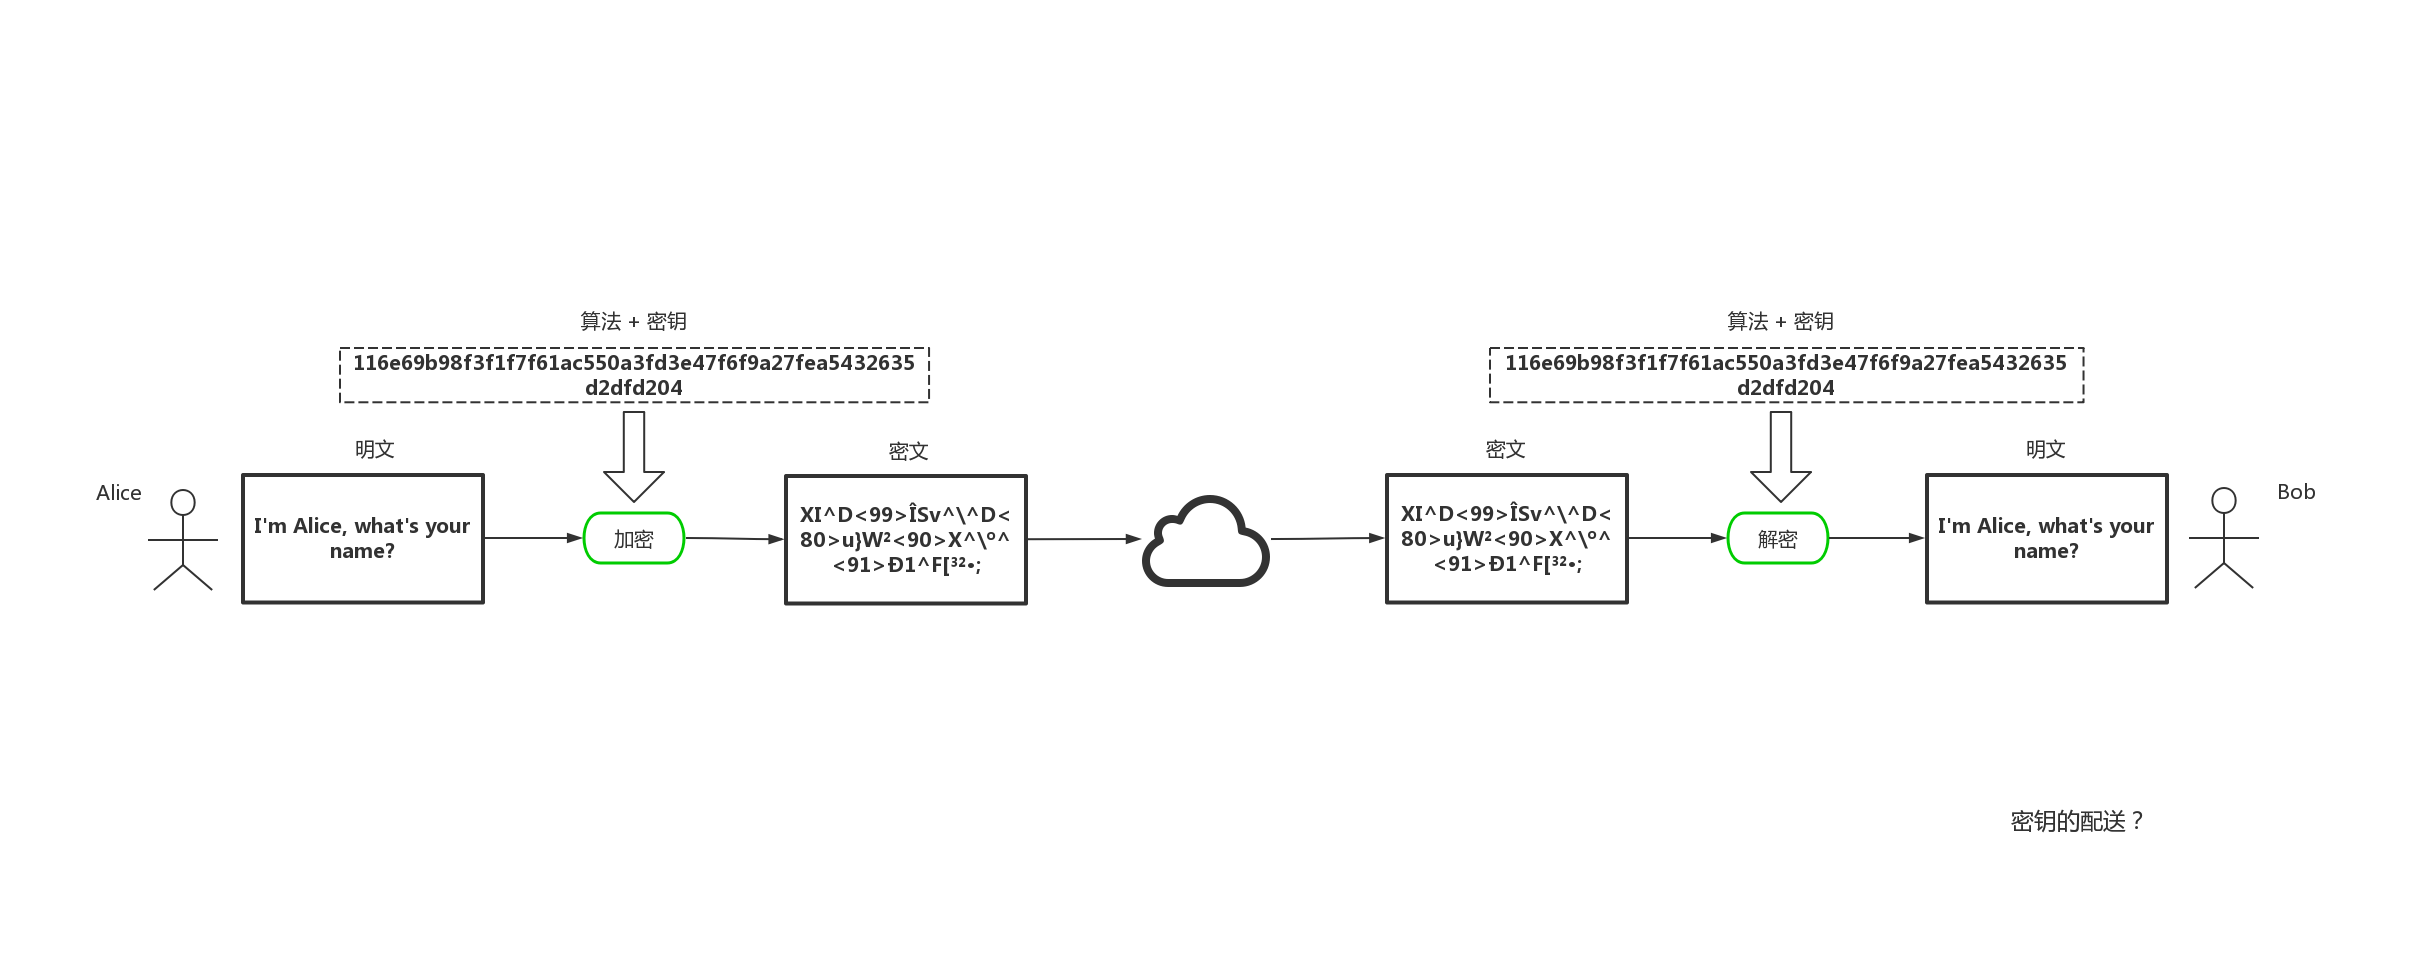 算法 + 密钥
116e69b98f3f1f7f61ac550a3fd3e47f6f9a27fea5432635
d2dfd204
算法 + 密钥
116e69b98f3f1f7f61ac550a3fd3e47f6f9a27fea5432635
d2dfd204
Alice
明文
I'm Alice, what's your
name?
加密
密文
XI^D<99>ÎSv^\^D<
80>u}W²<90>X^\º^
<91>Ð1^F[³²•;
密文
XI^D<99>ÎSv^\^D<
80>u}W²<90>X^\º^
<91>Ð1^F[³²•;
解密
明文
I'm Alice, what's your
name?
Bob
密钥的配送？